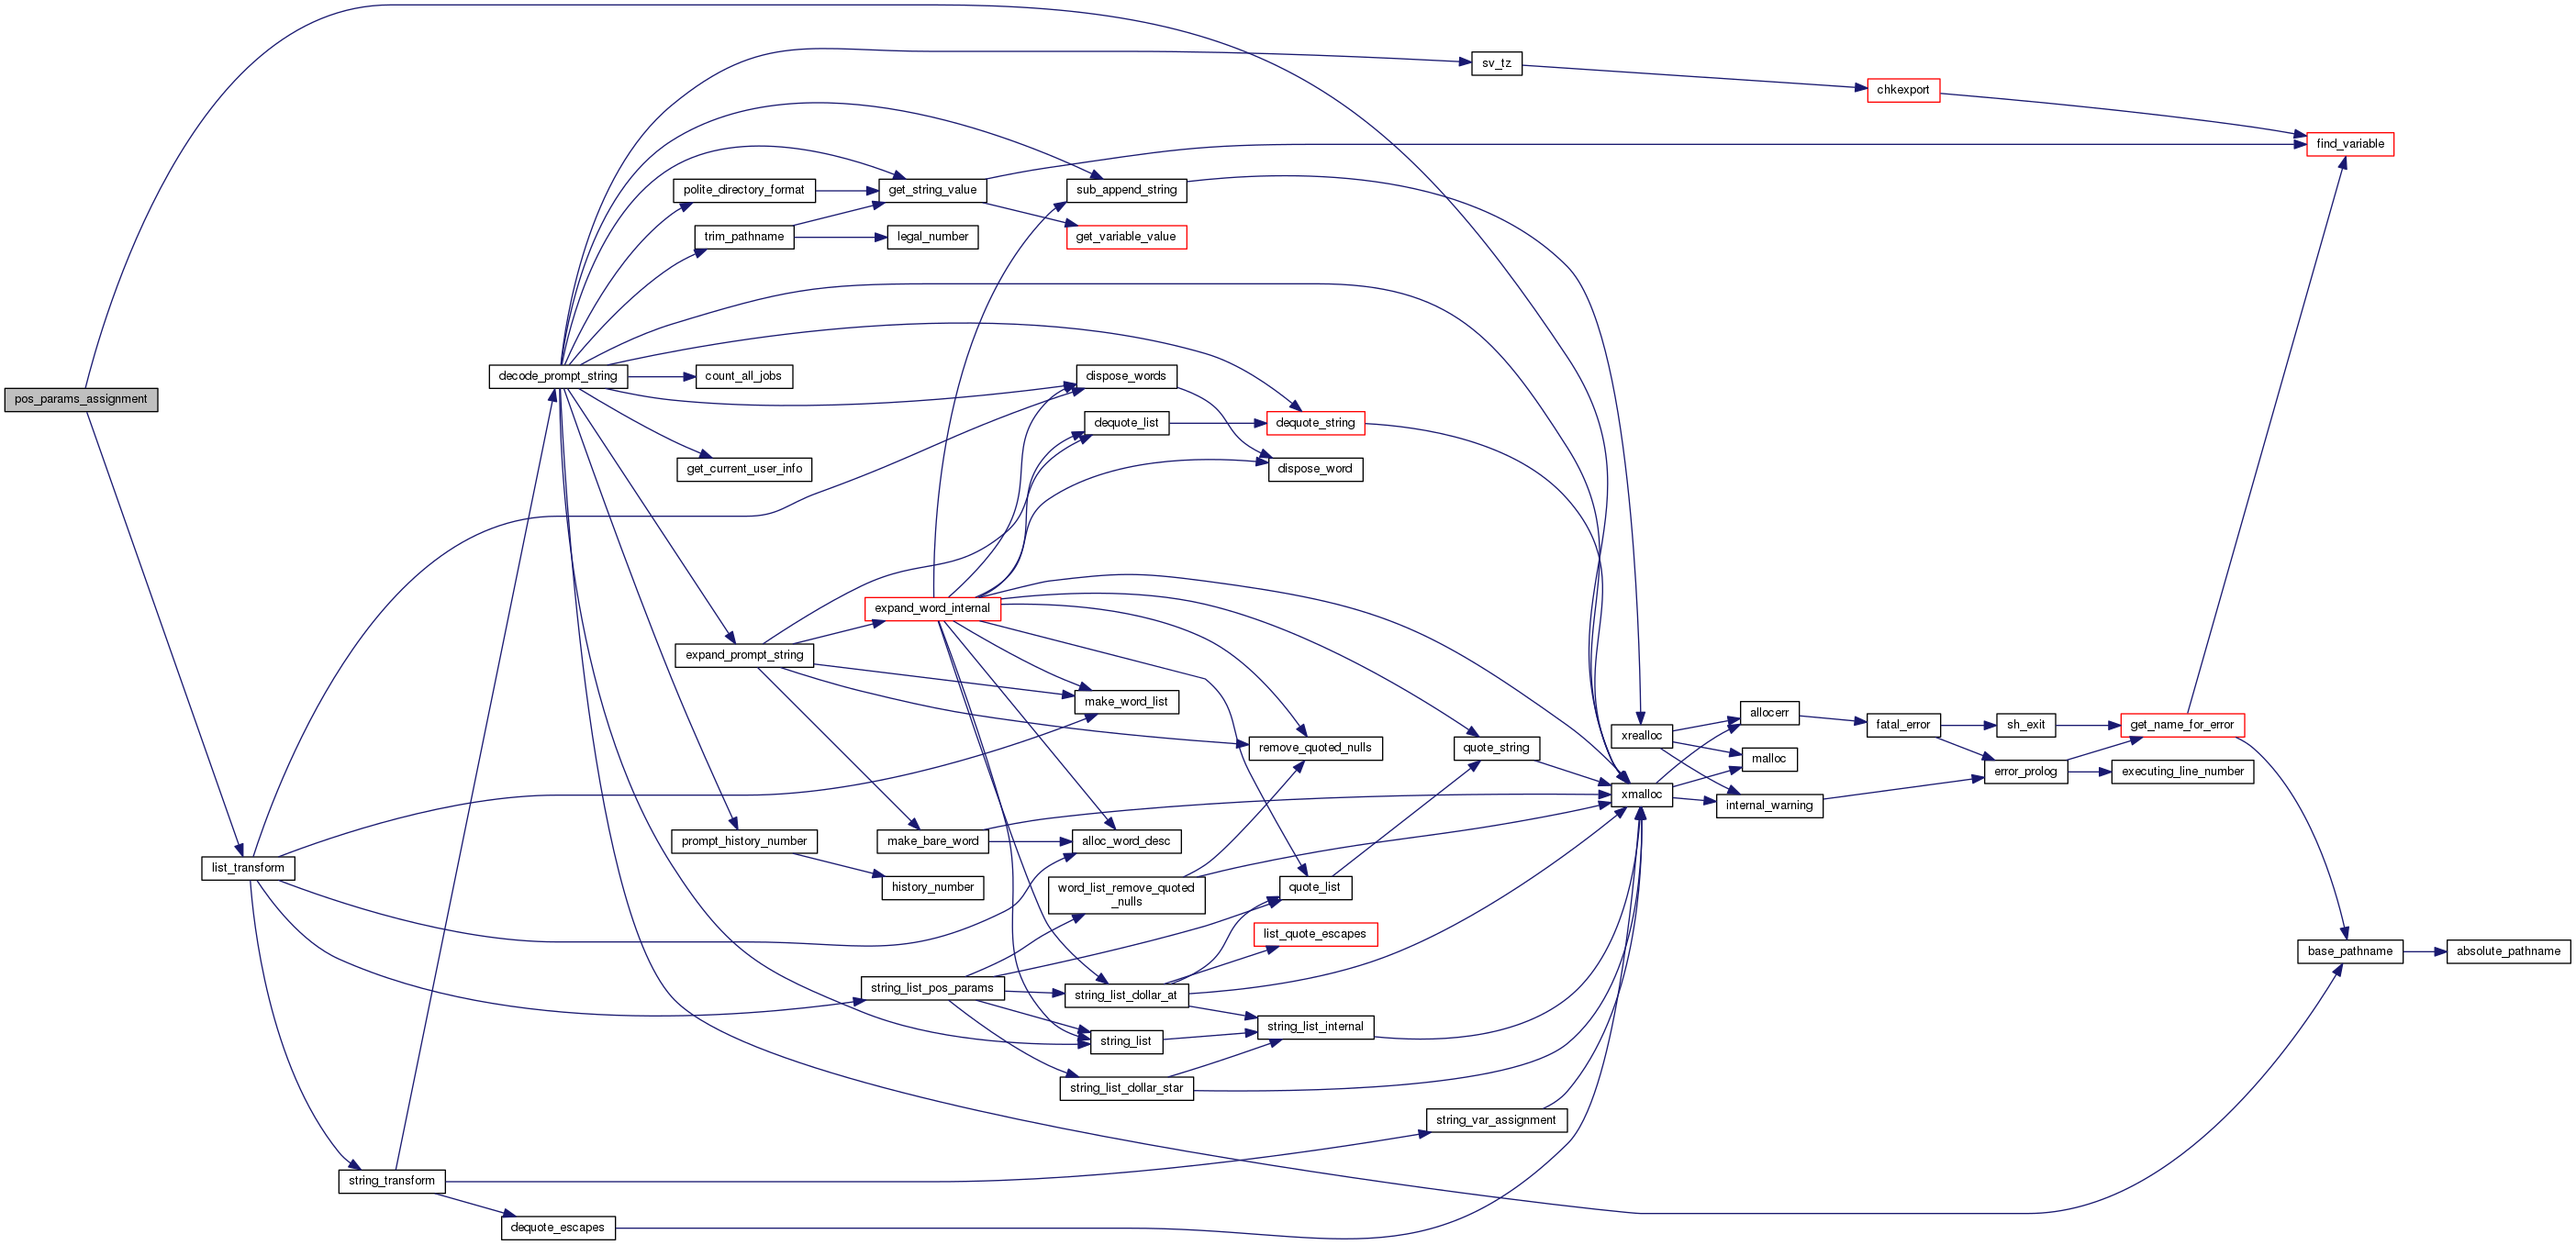 sv_tz
chkexport
find_variable
polite_directory_format
get_string_value
sub_append_string
trim_pathname
legal_number
get_variable_value
decode_prompt_string
count_all_jobs
dispose_words
pos_params_assignment
dequote_list
dequote_string
get_current_user_info
dispose_word
expand_word_internal
expand_prompt_string
make_word_list
allocerr
fatal_error
sh_exit
get_name_for_error
xrealloc
remove_quoted_nulls
quote_string
malloc
error_prolog
executing_line_number
xmalloc
internal_warning
prompt_history_number
make_bare_word
alloc_word_desc
list_transform
history_number
word_list_remove_quoted
_nulls
quote_list
list_quote_escapes
base_pathname
absolute_pathname
string_list_pos_params
string_list_dollar_at
string_list_internal
string_list
string_list_dollar_star
string_var_assignment
string_transform
dequote_escapes